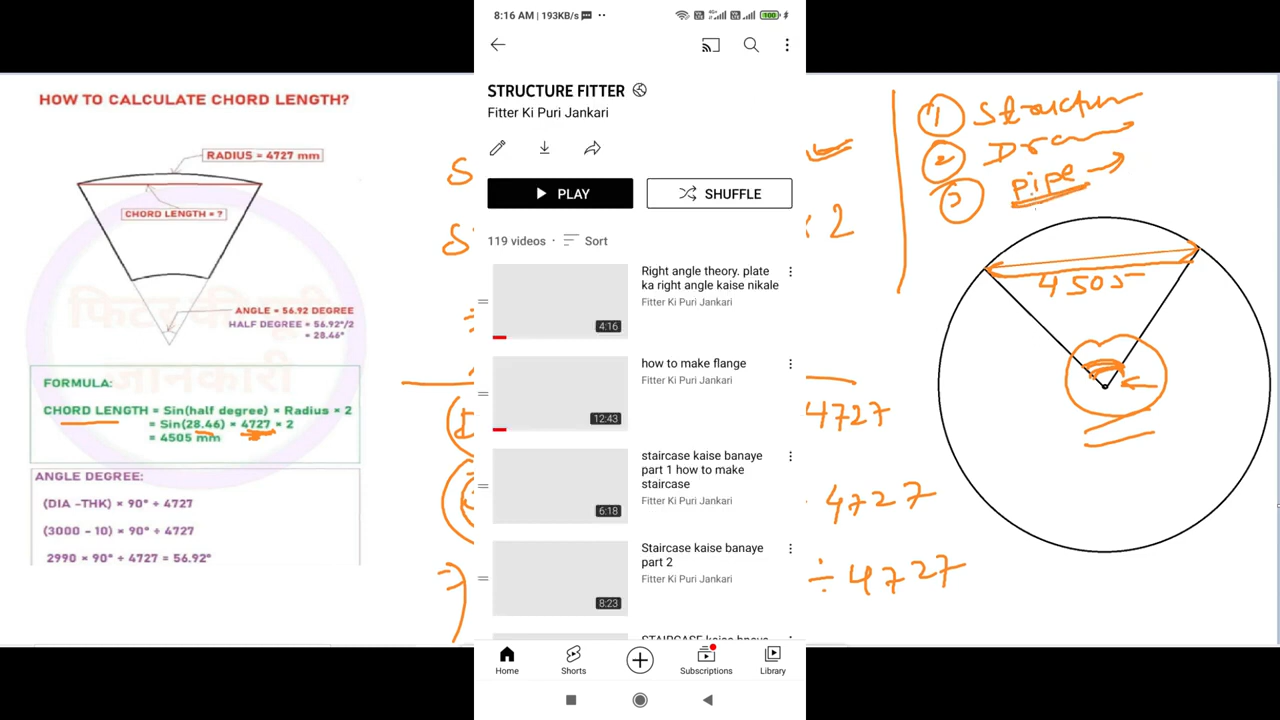 HOW TO CALCULATE CHORD LENGTH?
RADIUS = 4727 mm
CHORD LENGTH = ?
ANGLE = 56.92 DEGREE
HALF DEGREE = 56.92°/2
= 28.46°
फिटर की
जानकारी
FORMULA:
CHORD LENGTH = Sin(half degree) × Radius × 2
= Sin(28.46) × 4727 × 2
= 4505 mm
ANGLE DEGREE:
(DIA -THK) × 90° ÷ 4727
(3000 - 10) × 90° ÷ 4727
2990 × 90° ÷ 4727 = 56.92°
8:16 AM | 193KB/s
4G+
100
STRUCTURE FITTER
Fitter Ki Puri Jankari
PLAY
SHUFFLE
119 videos · Sort
Right angle theory. plate
ka right angle kaise nikale
Fitter Ki Puri Jankari
4:16
how to make flange
Fitter Ki Puri Jankari
12:43
staircase kaise banaye
part 1 how to make
staircase
Fitter Ki Puri Jankari
6:18
Staircase kaise banaye
part 2
Fitter Ki Puri Jankari
8:23
Home
Shorts
Subscriptions
Library
: 2
4727
4727
÷ 4727
1 Structur
2 Draw
3 pipe →
4505